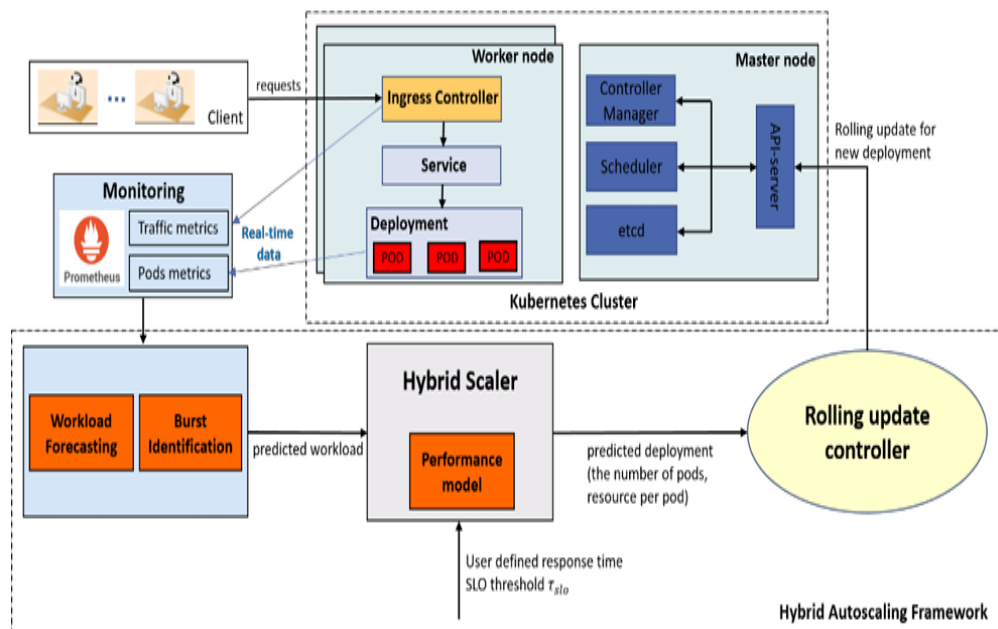 Client
requests
Worker node
Ingress Controller
Service
Deployment
POD
POD
POD
Master node
Controller
Manager
Scheduler
etcd
API-server
Kubernetes Cluster
Rolling update for
new deployment
Monitoring
Prometheus
Traffic metrics
Pods metrics
Real-time
data
Workload
Forecasting
Burst
Identification
predicted workload
Hybrid Scaler
Performance
model
predicted deployment
(the number of pods,
resource per pod)
Rolling update
controller
User defined response time
SLO threshold τslo
Hybrid Autoscaling Framework